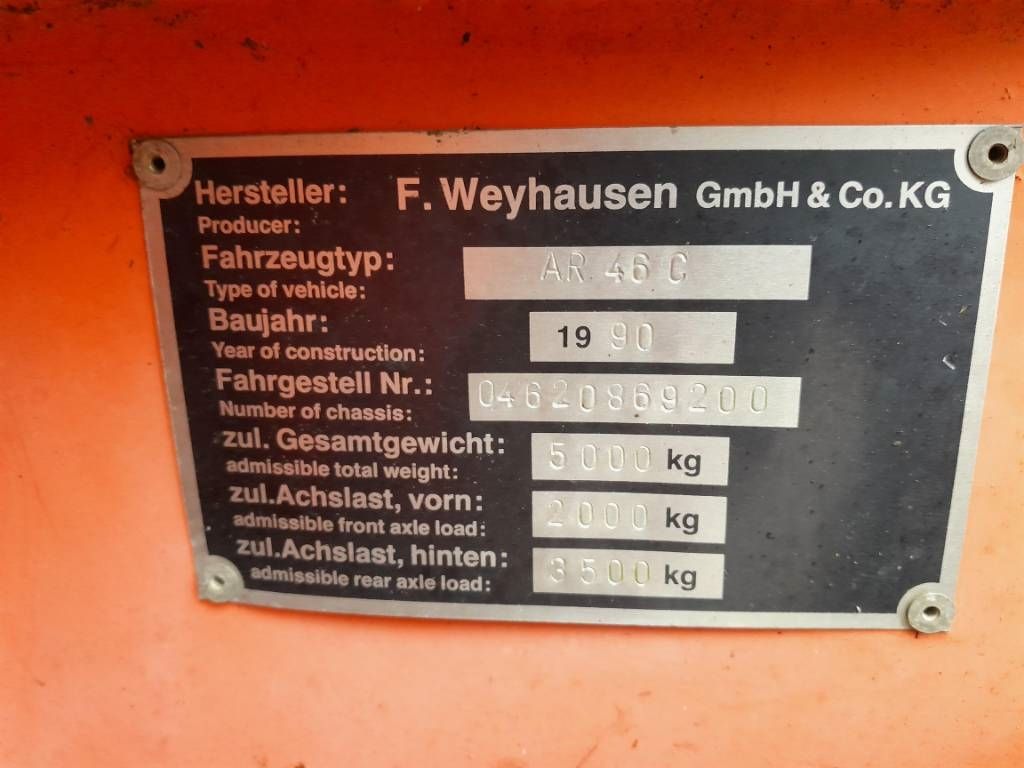 Hersteller: F. Weyhausen GmbH & Co. KG
Producer:
Fahrzeugtyp: AR 46 C
Type of vehicle:
Baujahr: 19 90
Year of construction:
Fahrgestell Nr.: 04620869200
Number of chassis:
zul. Gesamtgewicht: 5000 kg
admissible total weight:
zul.Achslast, vorn: 2000 kg
admissible front axle load:
zul.Achslast, hinten: 3500 kg
admissible rear axle load: